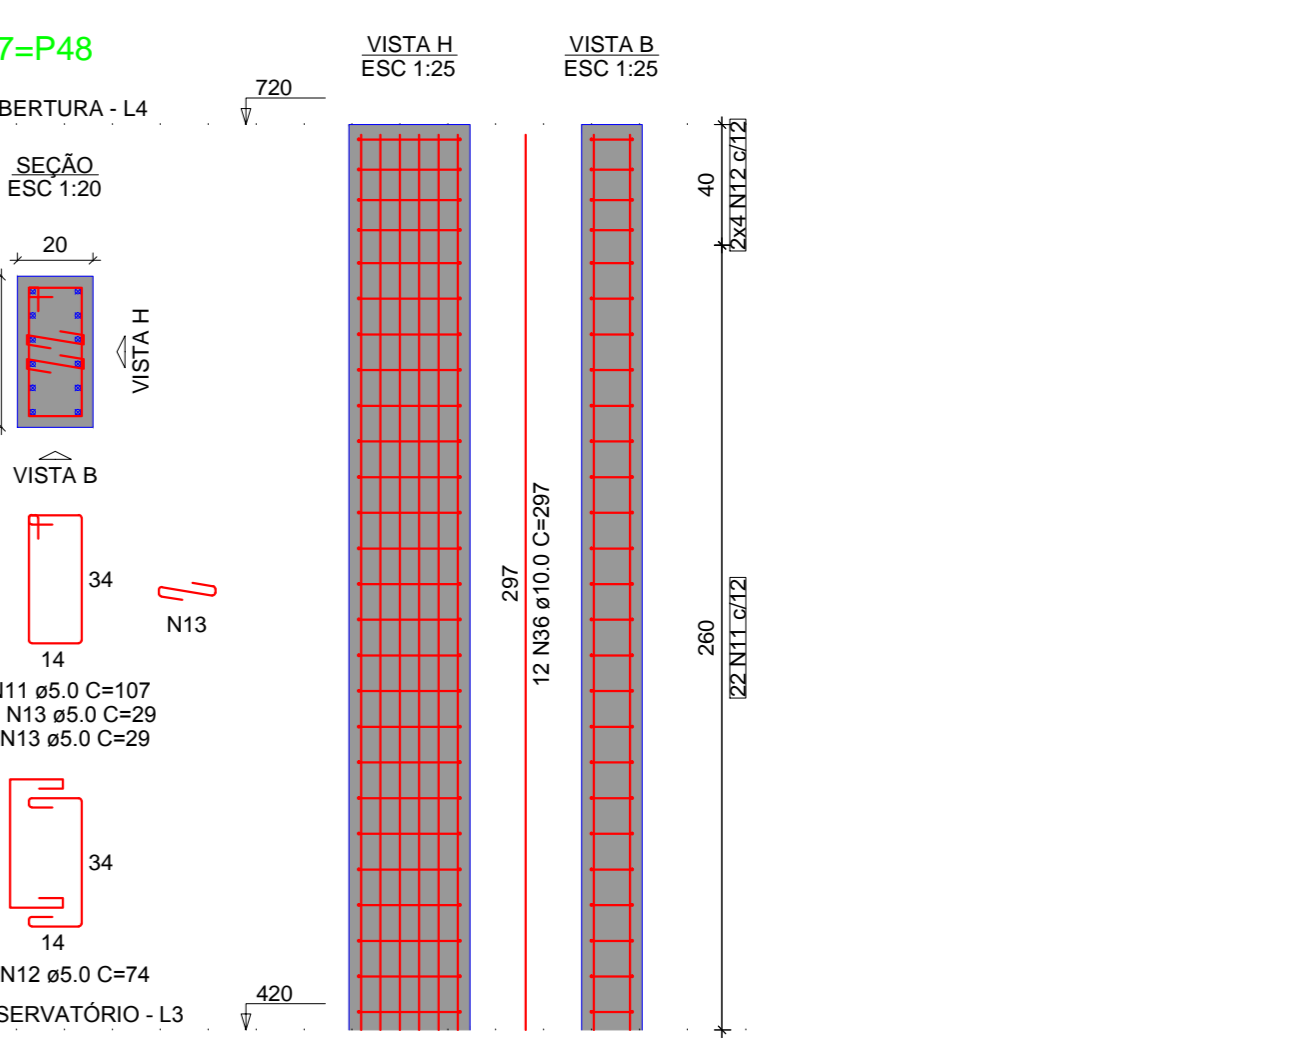 7=P48
BERTURA - L4
720
SEÇÃO
ESC 1:20
20
VISTA H
VISTA B
34
14
N13
N11 ø5.0 C=107
N13 ø5.0 C=29
N13 ø5.0 C=29
34
14
N12 ø5.0 C=74
SERVATÓRIO - L3
420
VISTA H
ESC 1:25
297
12 N36 ø10.0 C=297
VISTA B
ESC 1:25
40
2x4 N12 c/12
260
22 N11 c/12